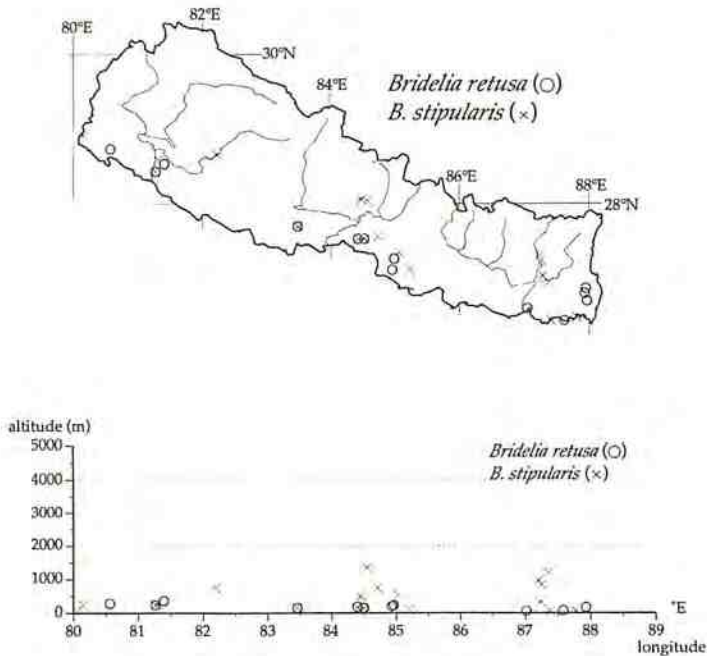 80°E
82°E
30°N
84°E
Bridelia retusa (○)
B. stipularis (×)
86°E
88°E
28°N
altitude (m)
5000
4000
3000
2000
1000
0
Bridelia retusa (○)
B. stipularis (×)
°E
80 81 82 83 84 85 86 87 88 89
longitude